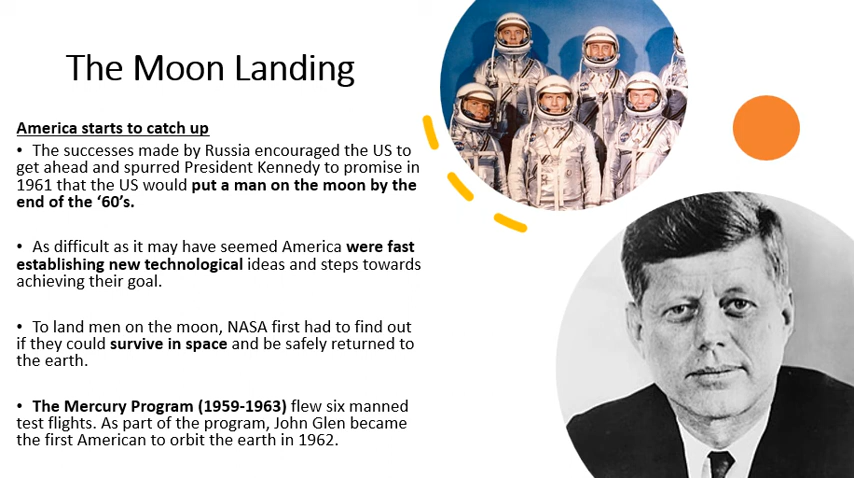 The Moon Landing
America starts to catch up
• The successes made by Russia encouraged the US to
get ahead and spurred President Kennedy to promise in
1961 that the US would put a man on the moon by the
end of the ‘60’s.
• As difficult as it may have seemed America were fast
establishing new technological ideas and steps towards
achieving their goal.
• To land men on the moon, NASA first had to find out
if they could survive in space and be safely returned to
the earth.
• The Mercury Program (1959-1963) flew six manned
test flights. As part of the program, John Glen became
the first American to orbit the earth in 1962.